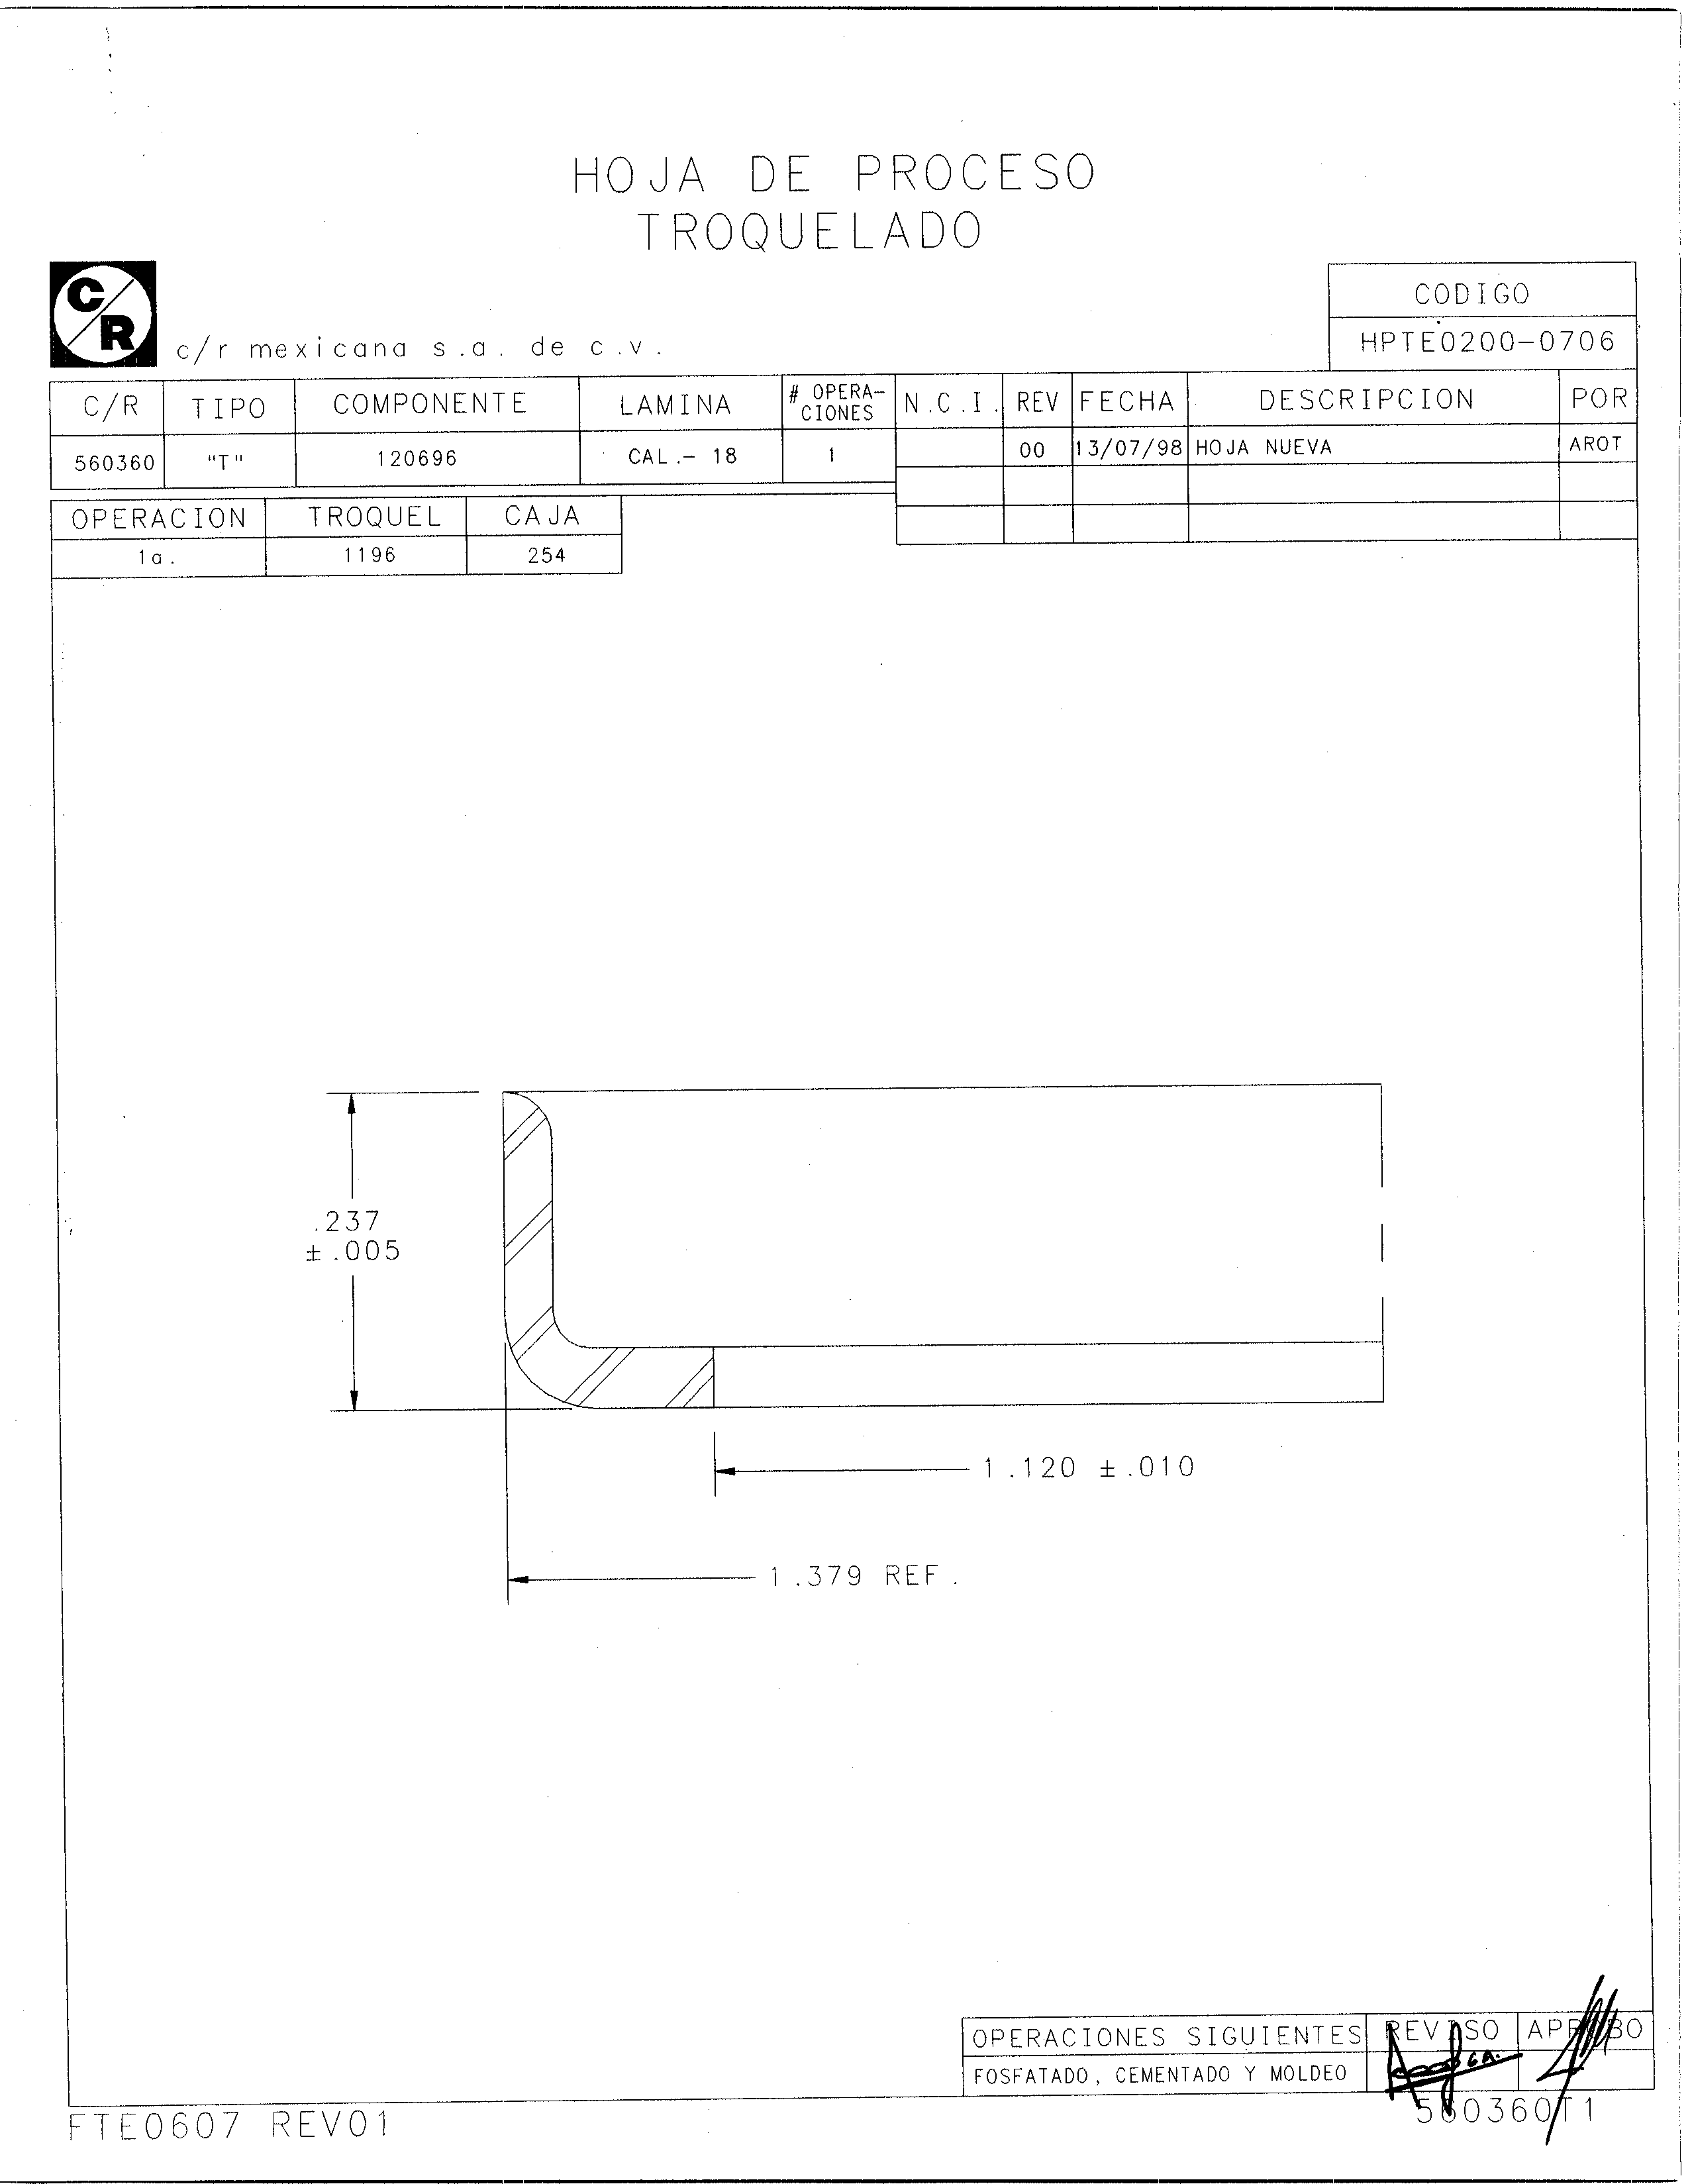 HOJA DE PROCESO
TROQUELADO
C/R
c/r mexicana s.a. de c.v.
CODIGO
HPTE0200-0706
C/R TIPO COMPONENTE LAMINA # OPERA-CIONES N.C.I. REV FECHA DESCRIPCION POR
560360 "T" 120696 CAL.- 18 1 00 13/07/98 HOJA NUEVA AROT
OPERACION TROQUEL CAJA
1a. 1196 254
.237
±.005
1.120 ±.010
1.379 REF.
OPERACIONES SIGUIENTES REVISO APROBO
FOSFATADO, CEMENTADO Y MOLDEO
FTE0607 REV01
560360T1